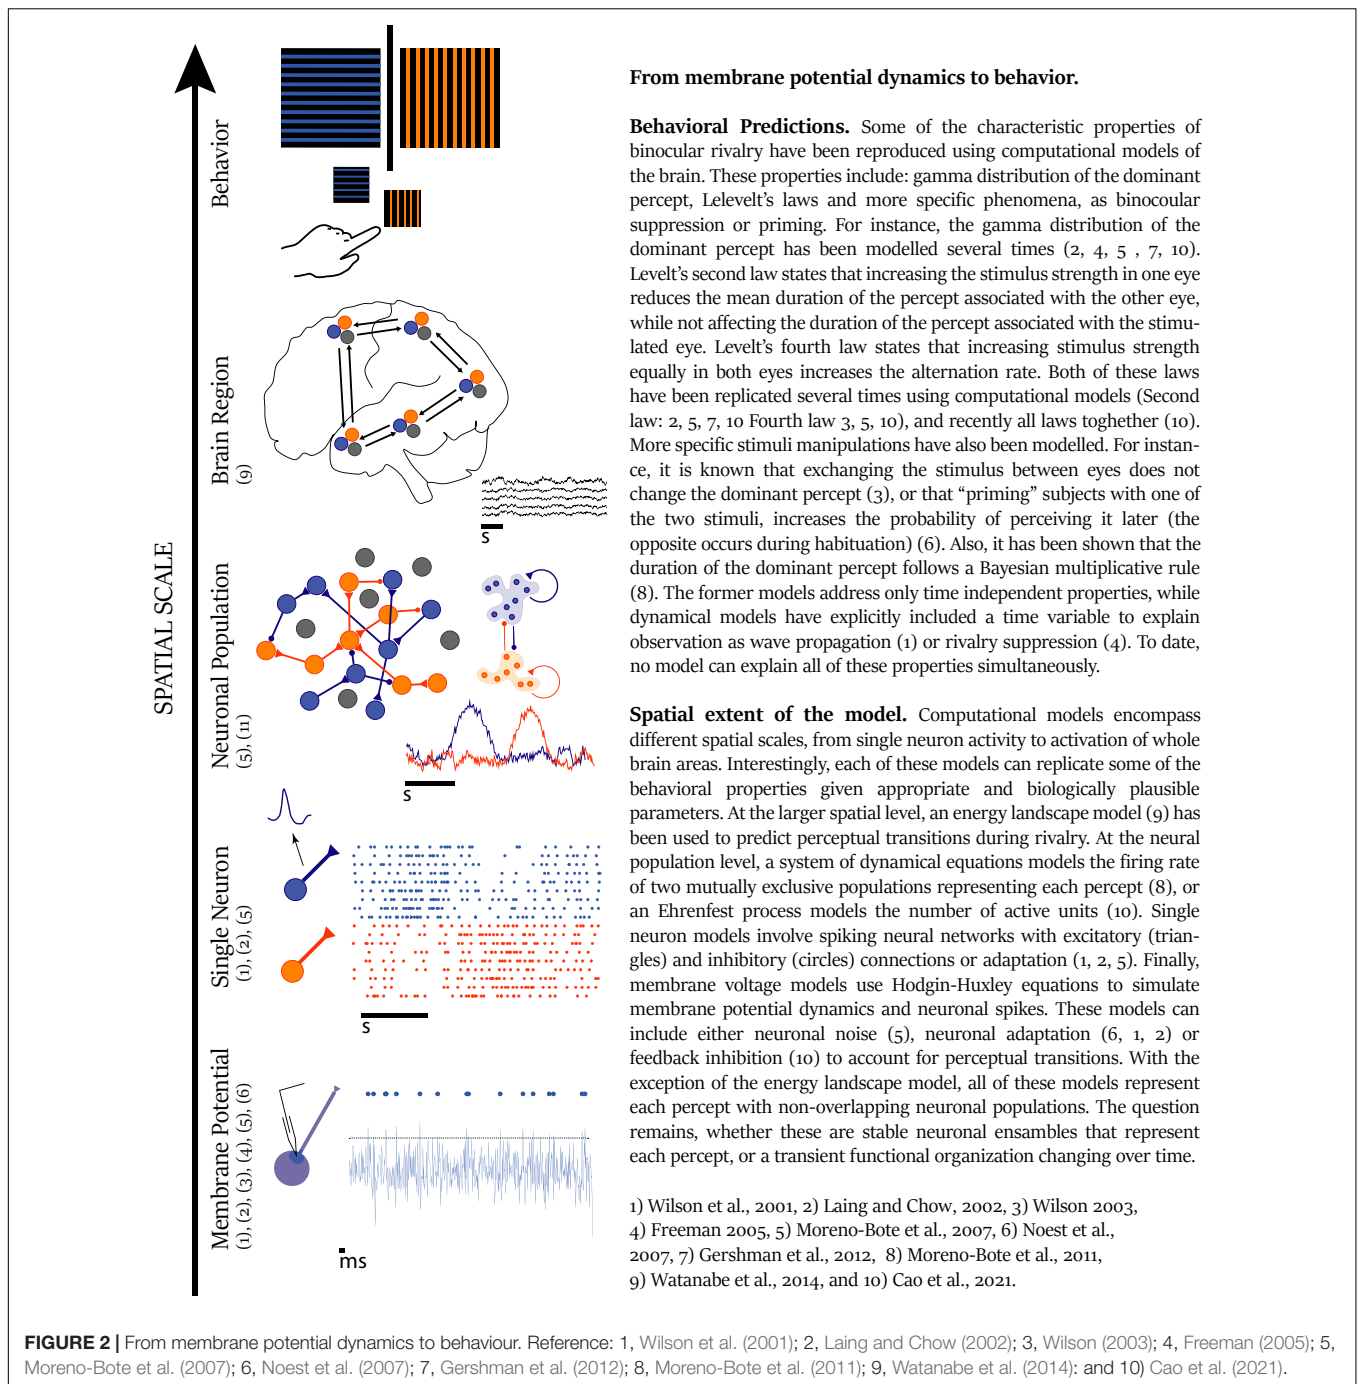 From membrane potential dynamics to behavior.
Behavioral Predictions. Some of the characteristic properties of
binocular rivalry have been reproduced using computational models of
the brain. These properties include: gamma distribution of the dominant
percept, Lelevelt's laws and more specific phenomena, as binocoular
suppression or priming. For instance, the gamma distribution of the
dominant percept has been modelled several times (2, 4, 5 , 7, 10).
Levelt's second law states that increasing the stimulus strength in one eye
reduces the mean duration of the percept associated with the other eye,
while not affecting the duration of the percept associated with the stimu-
lated eye. Levelt's fourth law states that increasing stimulus strength
equally in both eyes increases the alternation rate. Both of these laws
have been replicated several times using computational models (Second
law: 2, 5, 7, 10 Fourth law 3, 5, 10), and recently all laws toghether (10).
More specific stimuli manipulations have also been modelled. For instan-
ce, it is known that exchanging the stimulus between eyes does not
change the dominant percept (3), or that “priming” subjects with one of
the two stimuli, increases the probability of perceiving it later (the
opposite occurs during habituation) (6). Also, it has been shown that the
duration of the dominant percept follows a Bayesian multiplicative rule
(8). The former models address only time independent properties, while
dynamical models have explicitly included a time variable to explain
observation as wave propagation (1) or rivalry suppression (4). To date,
no model can explain all of these properties simultaneously.
Spatial extent of the model. Computational models encompass
different spatial scales, from single neuron activity to activation of whole
brain areas. Interestingly, each of these models can replicate some of the
behavioral properties given appropriate and biologically plausible
parameters. At the larger spatial level, an energy landscape model (9) has
been used to predict perceptual transitions during rivalry. At the neural
population level, a system of dynamical equations models the firing rate
of two mutually exclusive populations representing each percept (8), or
an Ehrenfest process models the number of active units (10). Single
neuron models involve spiking neural networks with excitatory (trian-
gles) and inhibitory (circles) connections or adaptation (1, 2, 5). Finally,
membrane voltage models use Hodgin-Huxley equations to simulate
membrane potential dynamics and neuronal spikes. These models can
include either neuronal noise (5), neuronal adaptation (6, 1, 2) or
feedback inhibition (10) to account for perceptual transitions. With the
exception of the energy landscape model, all of these models represent
each percept with non-overlapping neuronal populations. The question
remains, whether these are stable neuronal ensambles that represent
each percept, or a transient functional organization changing over time.
1) Wilson et al., 2001, 2) Laing and Chow, 2002, 3) Wilson 2003,
4) Freeman 2005, 5) Moreno-Bote et al., 2007, 6) Noest et al.,
2007, 7) Gershman et al., 2012, 8) Moreno-Bote et al., 2011,
9) Watanabe et al., 2014, and 10) Cao et al., 2021.
SPATIAL SCALE
Behavior
Brain Region
(9)
s
Neuronal Population
(5), (11)
s
Single Neuron
(1), (2), (5)
s
Membrane Potential
(1), (2), (3), (4), (5), (6)
ms
FIGURE 2 | From membrane potential dynamics to behaviour. Reference: 1, Wilson et al. (2001); 2, Laing and Chow (2002); 3, Wilson (2003); 4, Freeman (2005); 5,
Moreno-Bote et al. (2007); 6, Noest et al. (2007); 7, Gershman et al. (2012); 8, Moreno-Bote et al. (2011); 9, Watanabe et al. (2014): and 10) Cao et al. (2021).